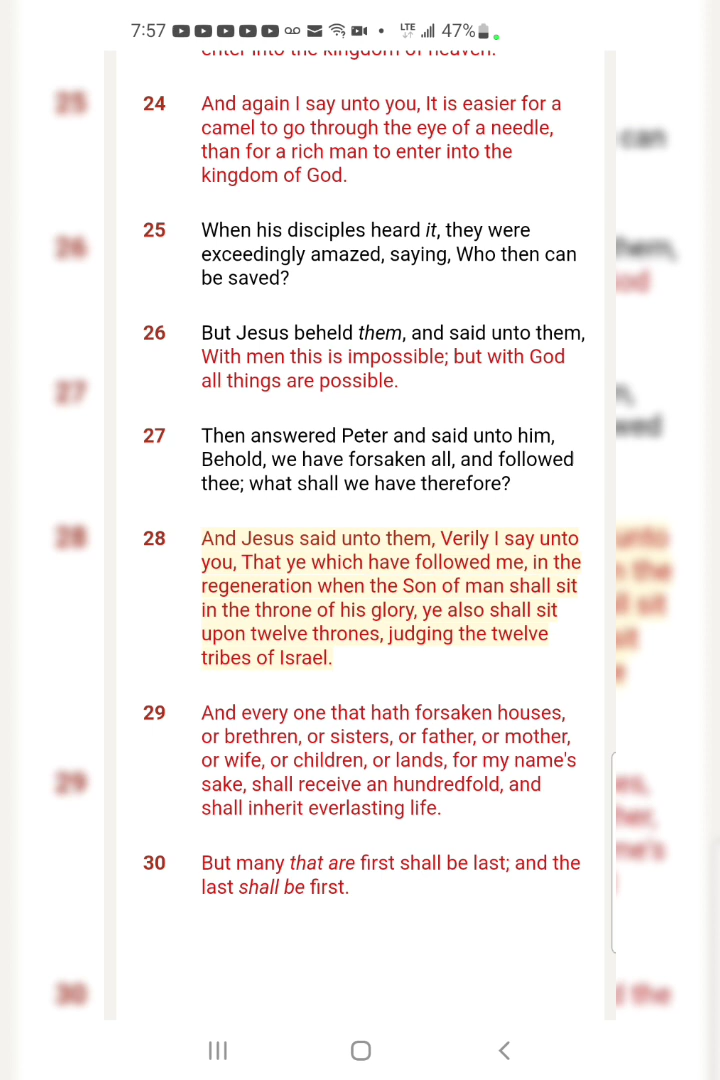 7:57 LTE 47%
enter into the kingdom of heaven.
24 And again I say unto you, It is easier for a
camel to go through the eye of a needle,
than for a rich man to enter into the
kingdom of God.
25 When his disciples heard it, they were
exceedingly amazed, saying, Who then can
be saved?
26 But Jesus beheld them, and said unto them,
With men this is impossible; but with God
all things are possible.
27 Then answered Peter and said unto him,
Behold, we have forsaken all, and followed
thee; what shall we have therefore?
28 And Jesus said unto them, Verily I say unto
you, That ye which have followed me, in the
regeneration when the Son of man shall sit
in the throne of his glory, ye also shall sit
upon twelve thrones, judging the twelve
tribes of Israel.
29 And every one that hath forsaken houses,
or brethren, or sisters, or father, or mother,
or wife, or children, or lands, for my name's
sake, shall receive an hundredfold, and
shall inherit everlasting life.
30 But many that are first shall be last; and the
last shall be first.